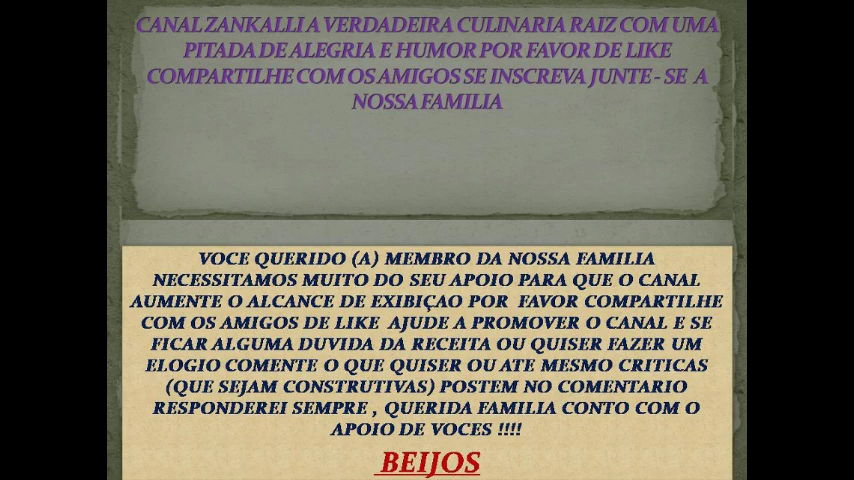 CANAL ZANKALLI A VERDADEIRA CULINARIA RAIZ COM UMA
PITADA DE ALEGRIA E HUMOR POR FAVOR DE LIKE
COMPARTILHE COM OS AMIGOS SE INSCREVA JUNTE - SE A
NOSSA FAMILIA
VOCE QUERIDO (A) MEMBRO DA NOSSA FAMILIA
NECESSITAMOS MUITO DO SEU APOIO PARA QUE O CANAL
AUMENTE O ALCANCE DE EXIBIÇAO POR FAVOR COMPARTILHE
COM OS AMIGOS DE LIKE AJUDE A PROMOVER O CANAL E SE
FICAR ALGUMA DUVIDA DA RECEITA OU QUISER FAZER UM
ELOGIO COMENTE O QUE QUISER OU ATE MESMO CRITICAS
(QUE SEJAM CONSTRUTIVAS) POSTEM NO COMENTARIO
RESPONDEREI SEMPRE , QUERIDA FAMILIA CONTO COM O
APOIO DE VOCES !!!!
BEIJOS